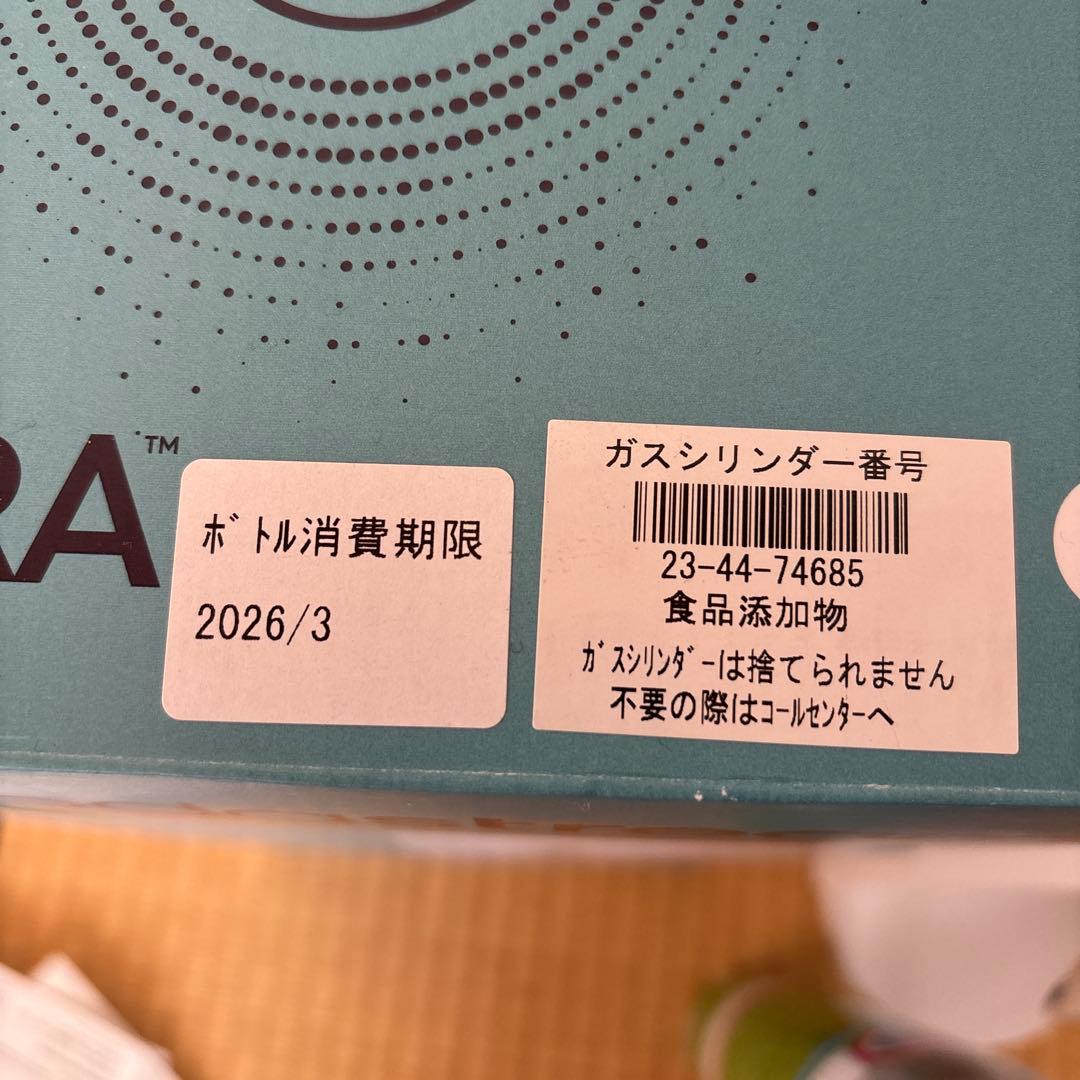 RA™
ボトル消費期限
2026/3
ガスシリンダー番号
23-44-74685
食品添加物
ガスシリンダーは捨てられません
不要の際はコールセンターへ